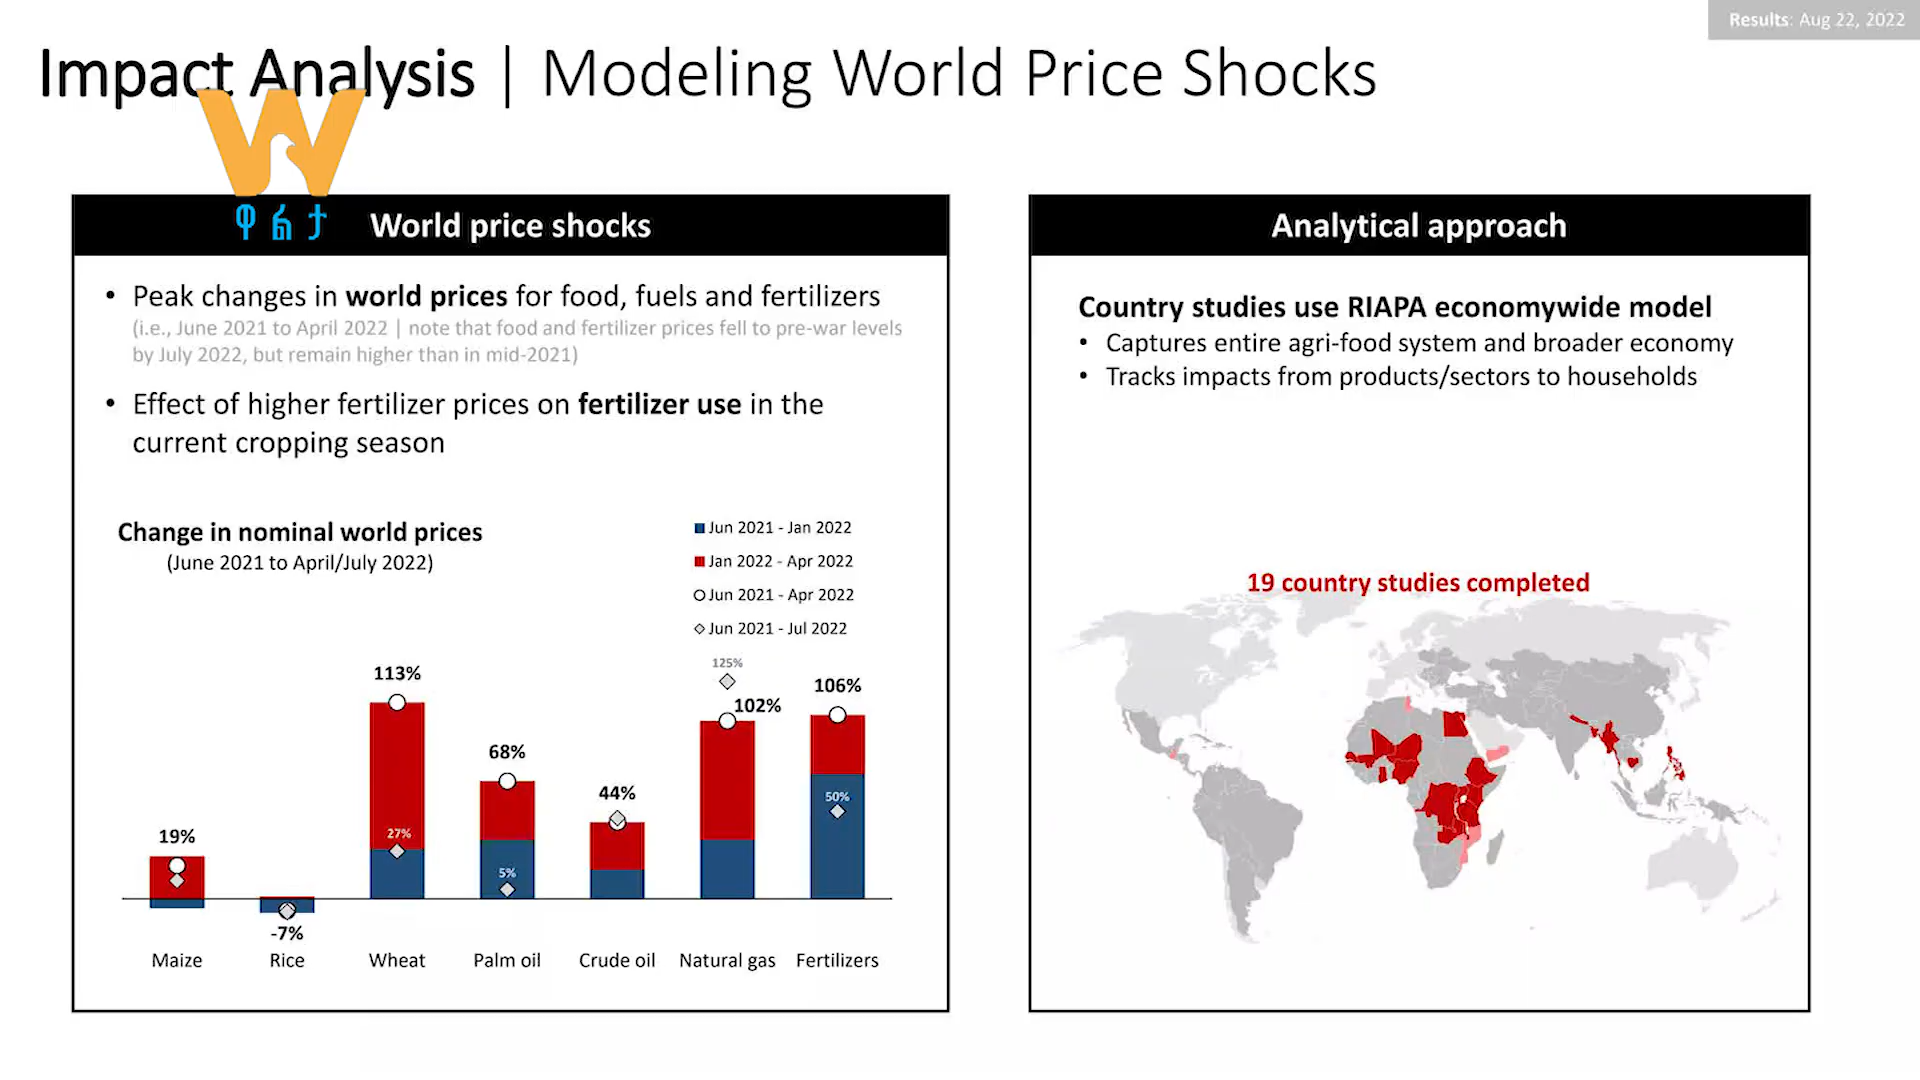 Results: Aug 22, 2022
Impact Analysis | Modeling World Price Shocks
W
ዋልታ
World price shocks
• Peak changes in world prices for food, fuels and fertilizers
(i.e., June 2021 to April 2022 | note that food and fertilizer prices fell to pre-war levels
by July 2022, but remain higher than in mid-2021)
• Effect of higher fertilizer prices on fertilizer use in the
current cropping season
Change in nominal world prices
(June 2021 to April/July 2022)
Jun 2021 - Jan 2022
Jan 2022 - Apr 2022
Jun 2021 - Apr 2022
Jun 2021 - Jul 2022
125%
113%
106%
102%
68%
44%
50%
19%
27%
5%
-7%
Maize Rice Wheat Palm oil Crude oil Natural gas Fertilizers
Analytical approach
Country studies use RIAPA economywide model
• Captures entire agri-food system and broader economy
• Tracks impacts from products/sectors to households
19 country studies completed